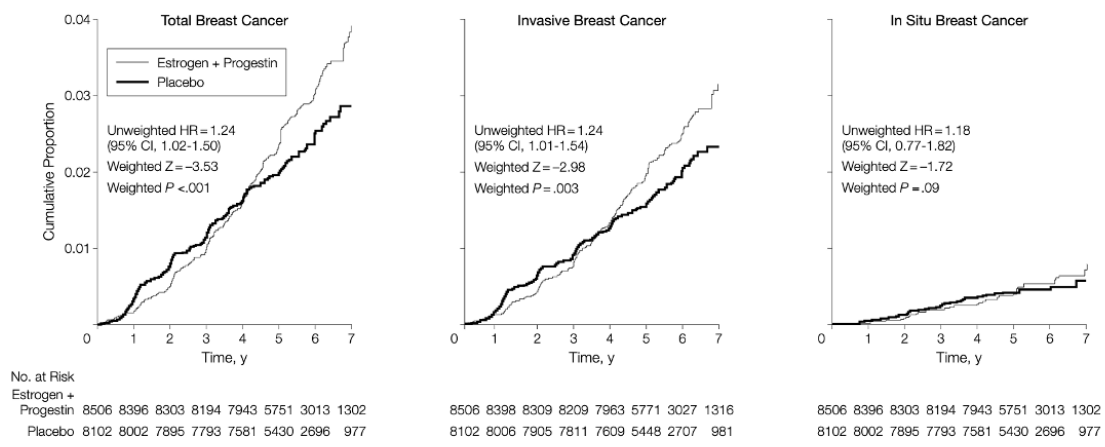 Total Breast Cancer
0.04
0.03
0.02
0.01
0
Cumulative Proportion
Estrogen + Progestin
Placebo
Unweighted HR = 1.24
(95% CI, 1.02-1.50)
Weighted Z = –3.53
Weighted P <.001
0 1 2 3 4 5 6 7
Time, y
Invasive Breast Cancer
Unweighted HR = 1.24
(95% CI, 1.01-1.54)
Weighted Z = –2.98
Weighted P = .003
0 1 2 3 4 5 6 7
Time, y
In Situ Breast Cancer
Unweighted HR = 1.18
(95% CI, 0.77-1.82)
Weighted Z = –1.72
Weighted P = .09
0 1 2 3 4 5 6 7
Time, y
No. at Risk
Estrogen +
Progestin 8506 8396 8303 8194 7943 5751 3013 1302 8506 8398 8309 8209 7963 5771 3027 1316 8506 8396 8303 8194 7943 5751 3013 1302
Placebo 8102 8002 7895 7793 7581 5430 2696 977 8102 8006 7905 7811 7609 5448 2707 981 8102 8002 7895 7793 7581 5430 2696 977